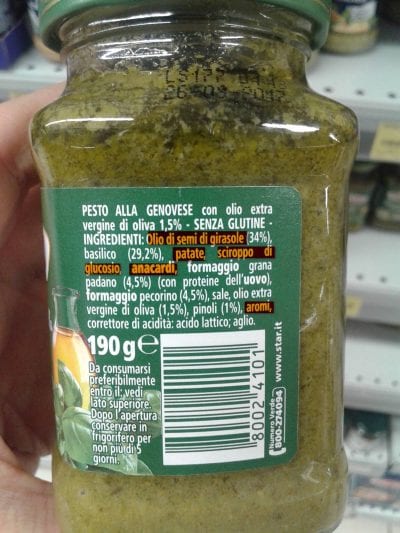 PESTO ALLA GENOVESE con olio extra
vergine di oliva 1,5% - SENZA GLUTINE -
INGREDIENTI: Olio di semi di girasole (34%),
basilico (29,2%), patate, sciroppo di
glucosio, anacardi, formaggio grana
padano (4,5%) (con proteine dell'uovo),
formaggio pecorino (4,5%), sale, olio extra
vergine di oliva (1,5%), pinoli (1%), aromi,
correttore di acidità: acido lattico; aglio.
190 g e
Da consumarsi
preferibilmente
entro il: vedi
lato superiore.
Dopo l'apertura
conservare in
frigorifero per
non più di 5
giorni.
8002 4101
Numero Verde
800-274094
www.star.it